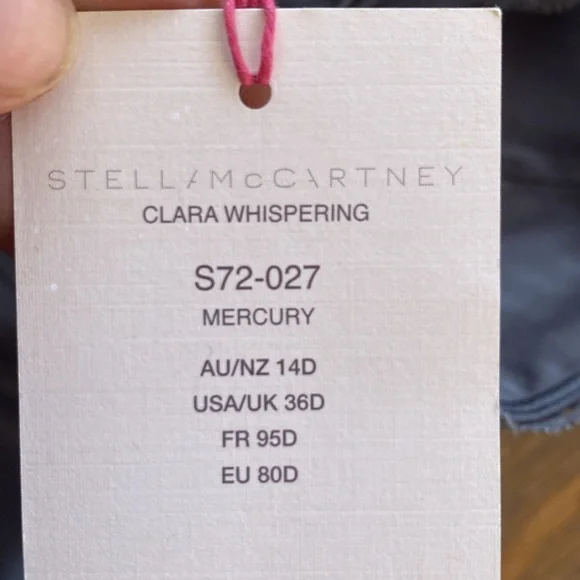 STELLA McCARTNEY
CLARA WHISPERING
S72-027
MERCURY
AU/NZ 14D
USA/UK 36D
FR 95D
EU 80D